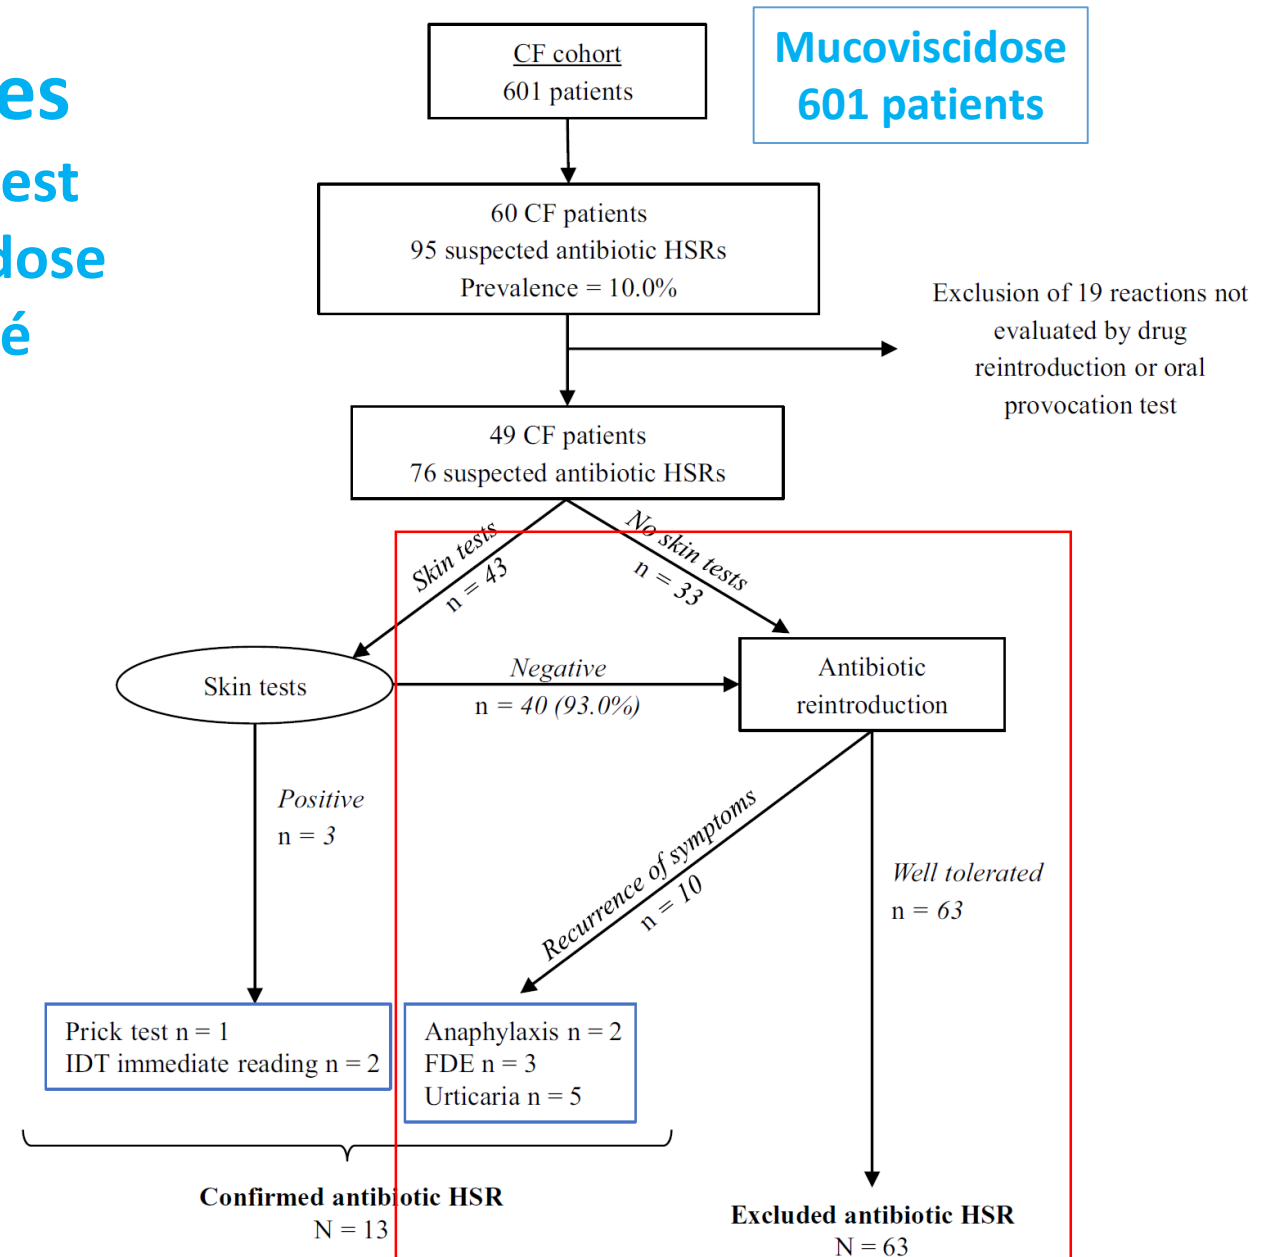 CF cohort
601 patients
Mucoviscidose
601 patients
es
est
dose
é
60 CF patients
95 suspected antibiotic HSRs
Prevalence = 10.0%
Exclusion of 19 reactions not
evaluated by drug
reintroduction or oral
provocation test
49 CF patients
76 suspected antibiotic HSRs
Skin tests
n = 43
No skin tests
n = 33
Skin tests
Negative
n = 40 (93.0%)
Antibiotic
reintroduction
Positive
n = 3
Recurrence of symptoms
n = 10
Well tolerated
n = 63
Prick test n = 1
IDT immediate reading n = 2
Anaphylaxis n = 2
FDE n = 3
Urticaria n = 5
Confirmed antibiotic HSR
N = 13
Excluded antibiotic HSR
N = 63